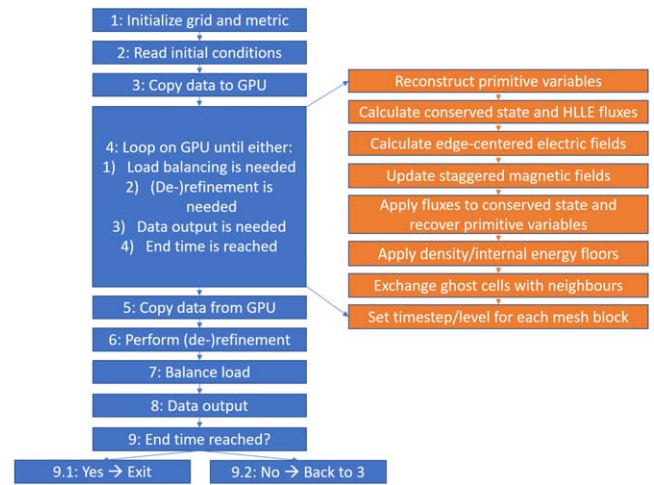 1: Initialize grid and metric
2: Read initial conditions
3: Copy data to GPU
4: Loop on GPU until either:
1) Load balancing is
needed
2) (De-)refinement is
needed
3) Data output is needed
4) End time is reached
5: Copy data from GPU
6: Perform (de-)refinement
7: Balance load
8: Data output
9: End time reached?
9.1: Yes → Exit
9.2: No → Back to 3
Reconstruct primitive variables
Calculate conserved state and HLLE fluxes
Calculate edge-centered electric fields
Update staggered magnetic fields
Apply fluxes to conserved state and
recover primitive variables
Apply density/internal energy floors
Exchange ghost cells with neighbours
Set timestep/level for each mesh block